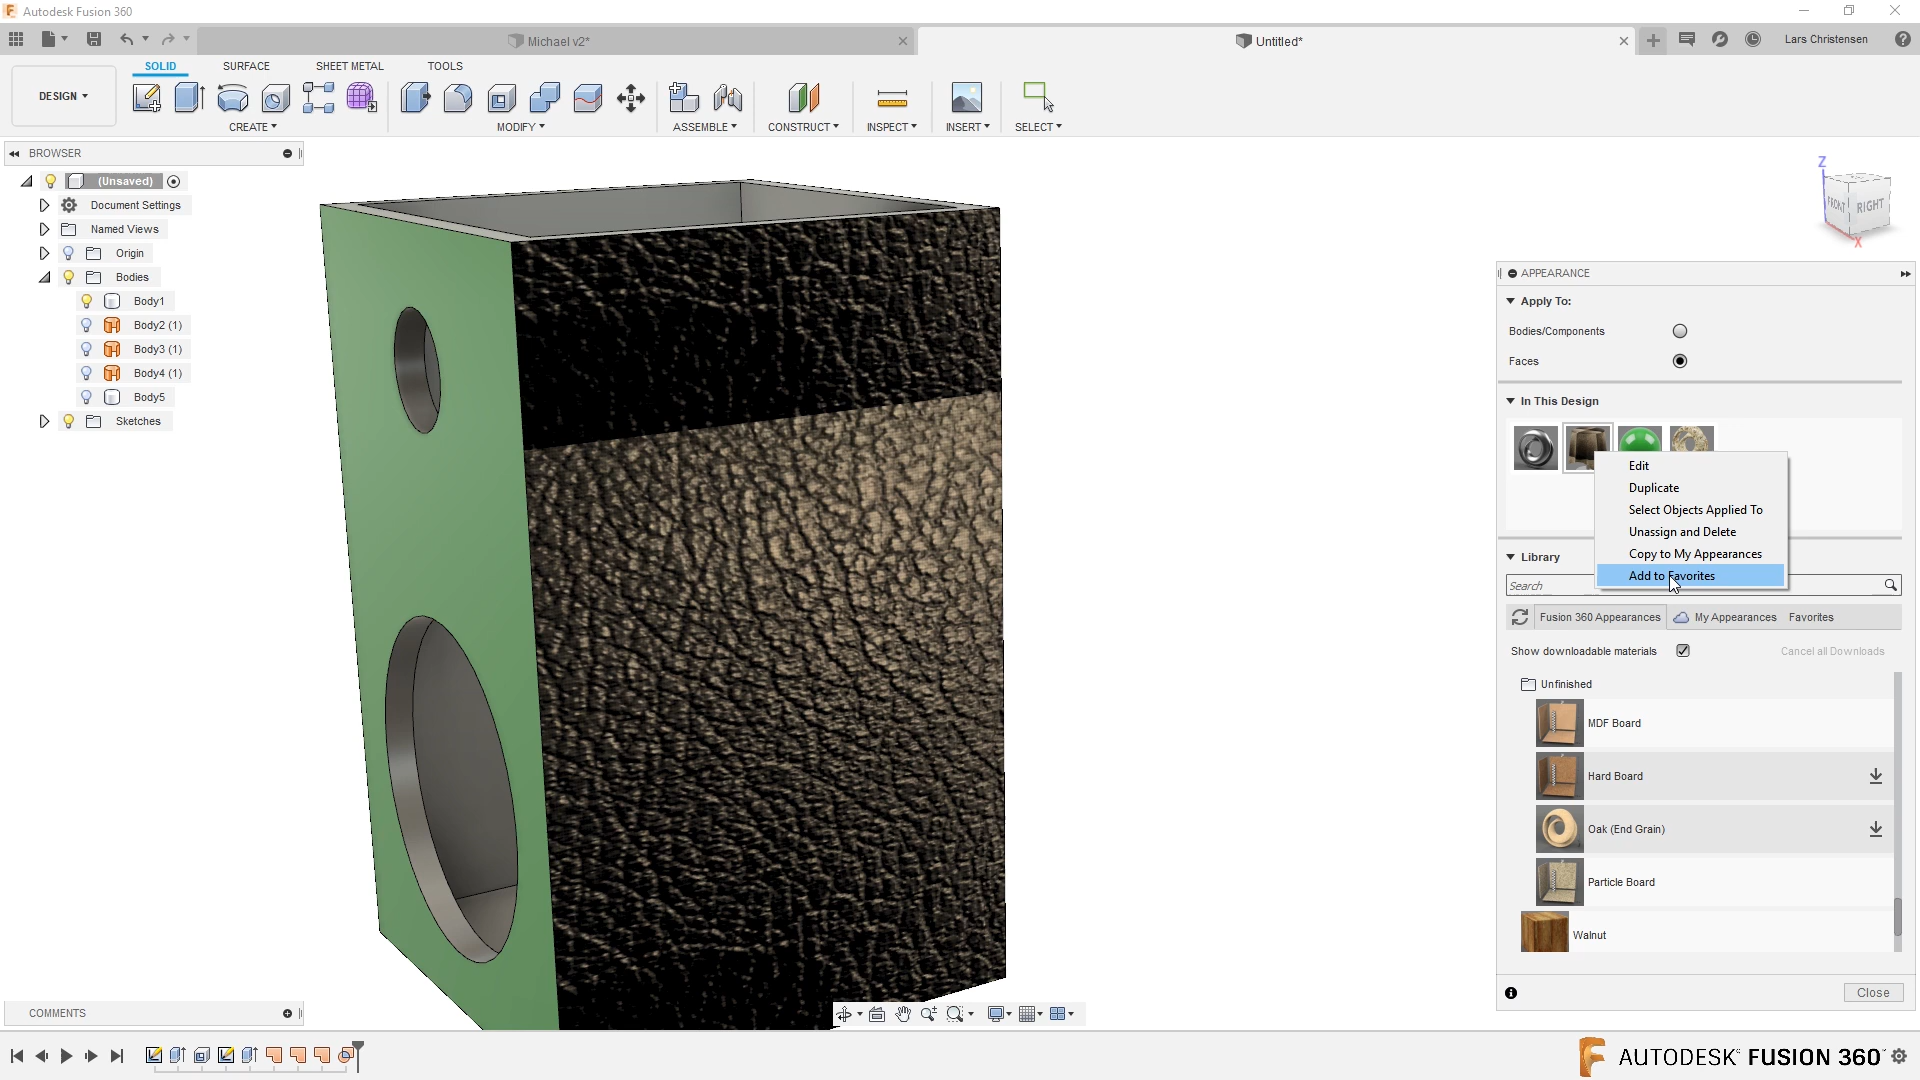 Autodesk Fusion 360
Michael v2*
Untitled*
Lars Christensen
DESIGN
SOLID
SURFACE
SHEET METAL
TOOLS
CREATE
MODIFY
ASSEMBLE
CONSTRUCT
INSPECT
INSERT
SELECT
BROWSER
(Unsaved)
Document Settings
Named Views
Origin
Bodies
Body1
Body2 (1)
Body3 (1)
Body4 (1)
Body5
Sketches
Z
FRONT
RIGHT
X
APPEARANCE
Apply To:
Bodies/Components
Faces
In This Design
Edit
Duplicate
Select Objects Applied To
Unassign and Delete
Copy to My Appearances
Add to Favorites
Library
Search
Fusion 360 Appearances
My Appearances
Favorites
Show downloadable materials
Cancel all Downloads
Unfinished
MDF Board
Hard Board
Oak (End Grain)
Particle Board
Walnut
Close
COMMENTS
AUTODESK® FUSION 360™